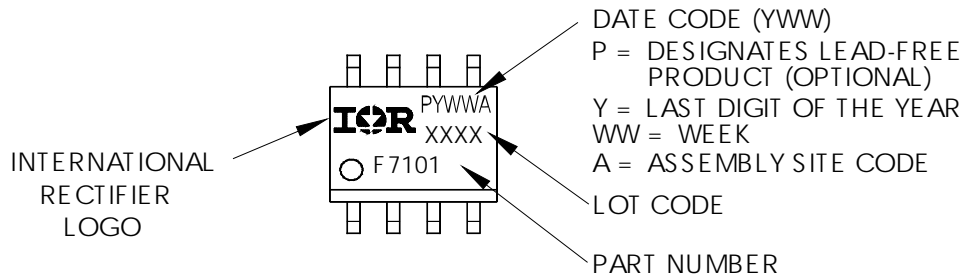 DATE CODE (YWW)
P = DESIGNATES LEAD-FREE
PRODUCT (OPTIONAL)
Y = LAST DIGIT OF THE YEAR
WW = WEEK
A = ASSEMBLY SITE CODE
LOT CODE
PART NUMBER
INTERNATIONAL
RECTIFIER
LOGO
IOR
PYWWA
XXXX
F7101